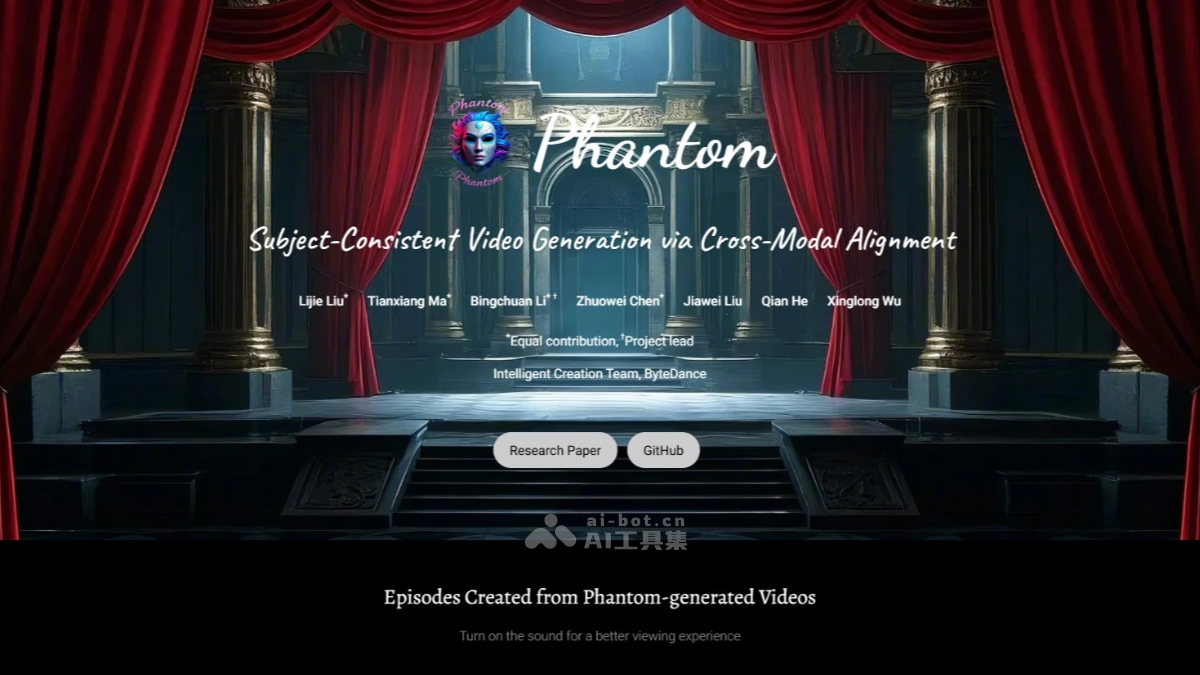 Phantom
Phantom
Phantom
Subject-Consistent Video Generation via Cross-Modal Alignment
Lijie Liu* Tianxiang Ma* Bingchuan Li* † Zhuowei Chen* Jiawei Liu Qian He Xinglong Wu
*Equal contribution, †Project lead
Intelligent Creation Team, ByteDance
Research Paper GitHub
ai-bot.cn
AI工具集
Episodes Created from Phantom-generated Videos
Turn on the sound for a better viewing experience